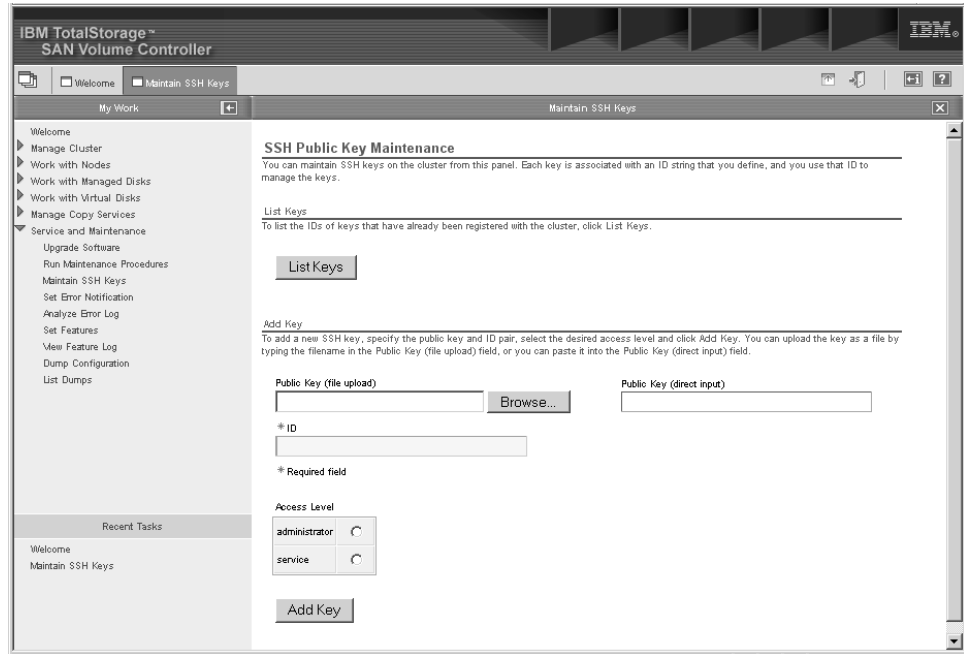 IBM TotalStorage™
SAN Volume Controller
IBM®
Welcome
Maintain SSH Keys
?
My Work
Maintain SSH Keys
Welcome
Manage Cluster
Work with Nodes
Work with Managed Disks
Work with Virtual Disks
Manage Copy Services
Service and Maintenance
Upgrade Software
Run Maintenance Procedures
Maintain SSH Keys
Set Error Notification
Analyze Error Log
Set Features
View Feature Log
Dump Configuration
List Dumps
Recent Tasks
Welcome
Maintain SSH Keys
SSH Public Key Maintenance
You can maintain SSH keys on the cluster from this panel. Each key is associated with an ID string that you define, and you use that ID to
manage the keys.
List Keys
To list the IDs of keys that have already been registered with the cluster, click List Keys.
List Keys
Add Key
To add a new SSH key, specify the public key and ID pair, select the desired access level and click Add Key. You can upload the key as a file by
typing the filename in the Public Key (file upload) field, or you can paste it into the Public Key (direct input) field.
Public Key (file upload)
Browse...
Public Key (direct input)
* ID
* Required field
Access Level
administrator
service
Add Key